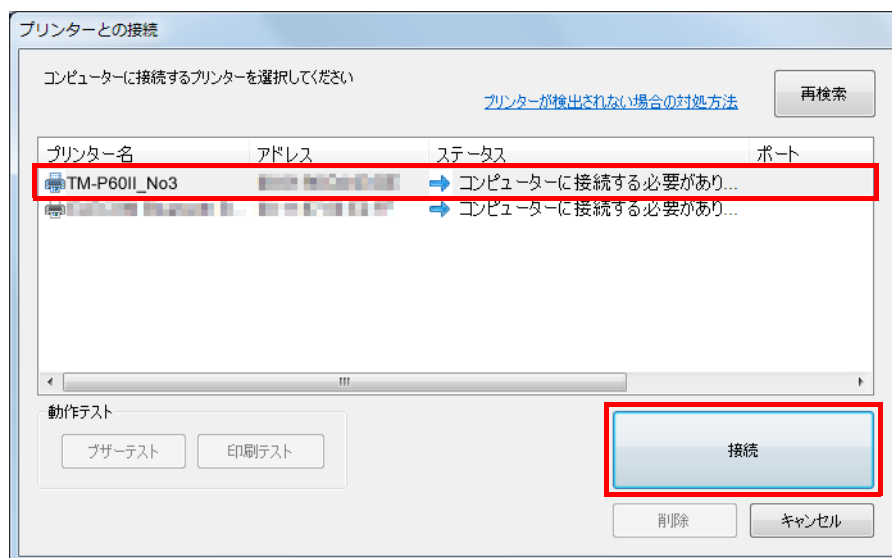 プリンターとの接続
コンピューターに接続するプリンターを選択してください
プリンターが検出されない場合の対処方法
再検索
プリンター名 アドレス ステータス ポート
TM-P60II_No3 コンピューターに接続する必要があり...
コンピューターに接続する必要があり...
動作テスト
ブザーテスト 印刷テスト 接続
削除 キャンセル